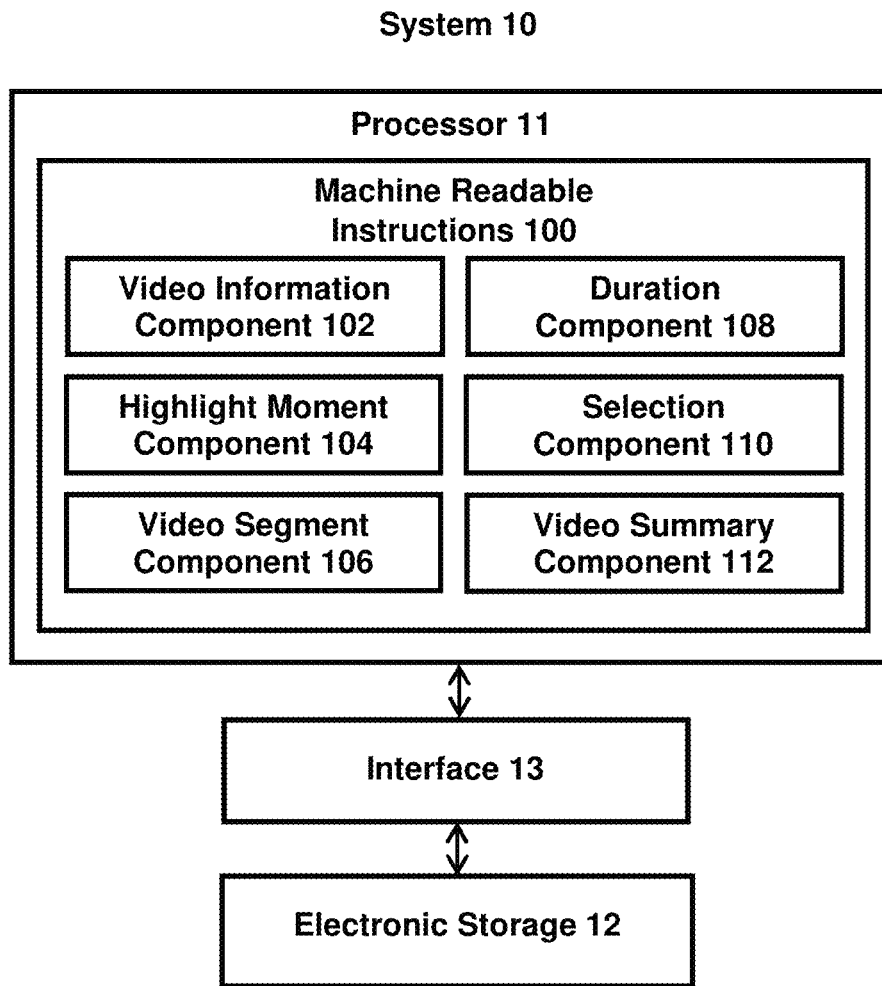 System 10
Processor 11
Machine Readable
Instructions 100
Video Information
Component 102
Duration
Component 108
Highlight Moment
Component 104
Selection
Component 110
Video Segment
Component 106
Video Summary
Component 112
Interface 13
Electronic Storage 12